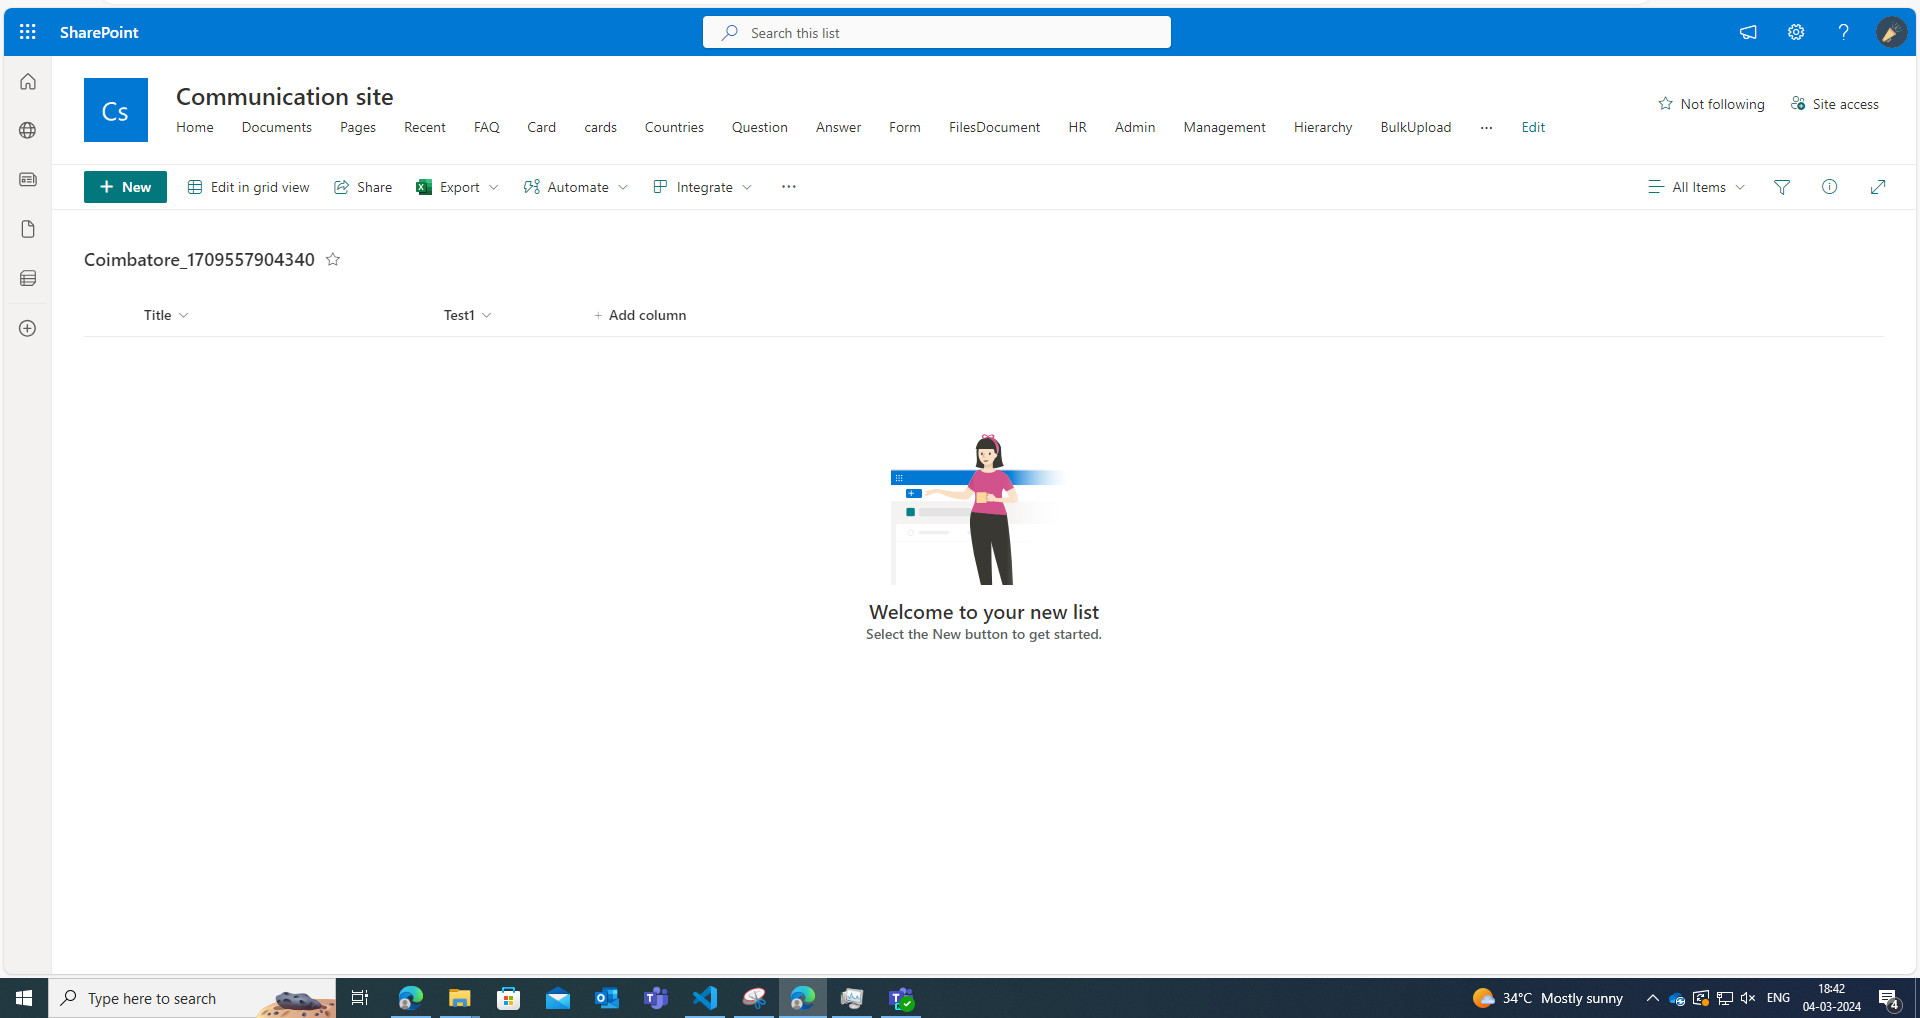 SharePoint
Search this list
Cs
Communication site
Not following
Site access
Home Documents Pages Recent FAQ Card cards Countries Question Answer Form FilesDocument HR Admin Management Hierarchy BulkUpload ... Edit
+ New Edit in grid view Share Export Automate Integrate ... All Items
Coimbatore_1709557904340
Title Test1 + Add column
Welcome to your new list
Select the New button to get started.
Type here to search
34°C Mostly sunny
ENG
18:42
04-03-2024
4